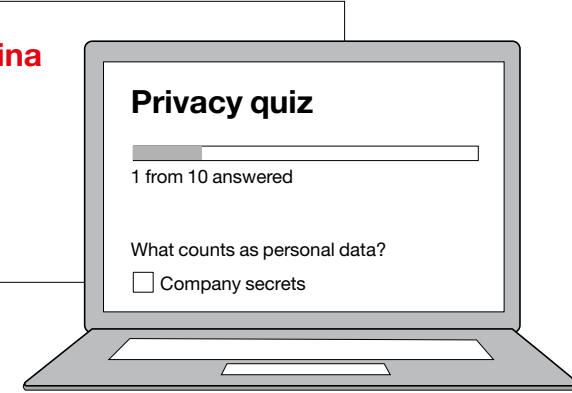 ina
Privacy quiz
1 from 10 answered
What counts as personal data?
Company secrets